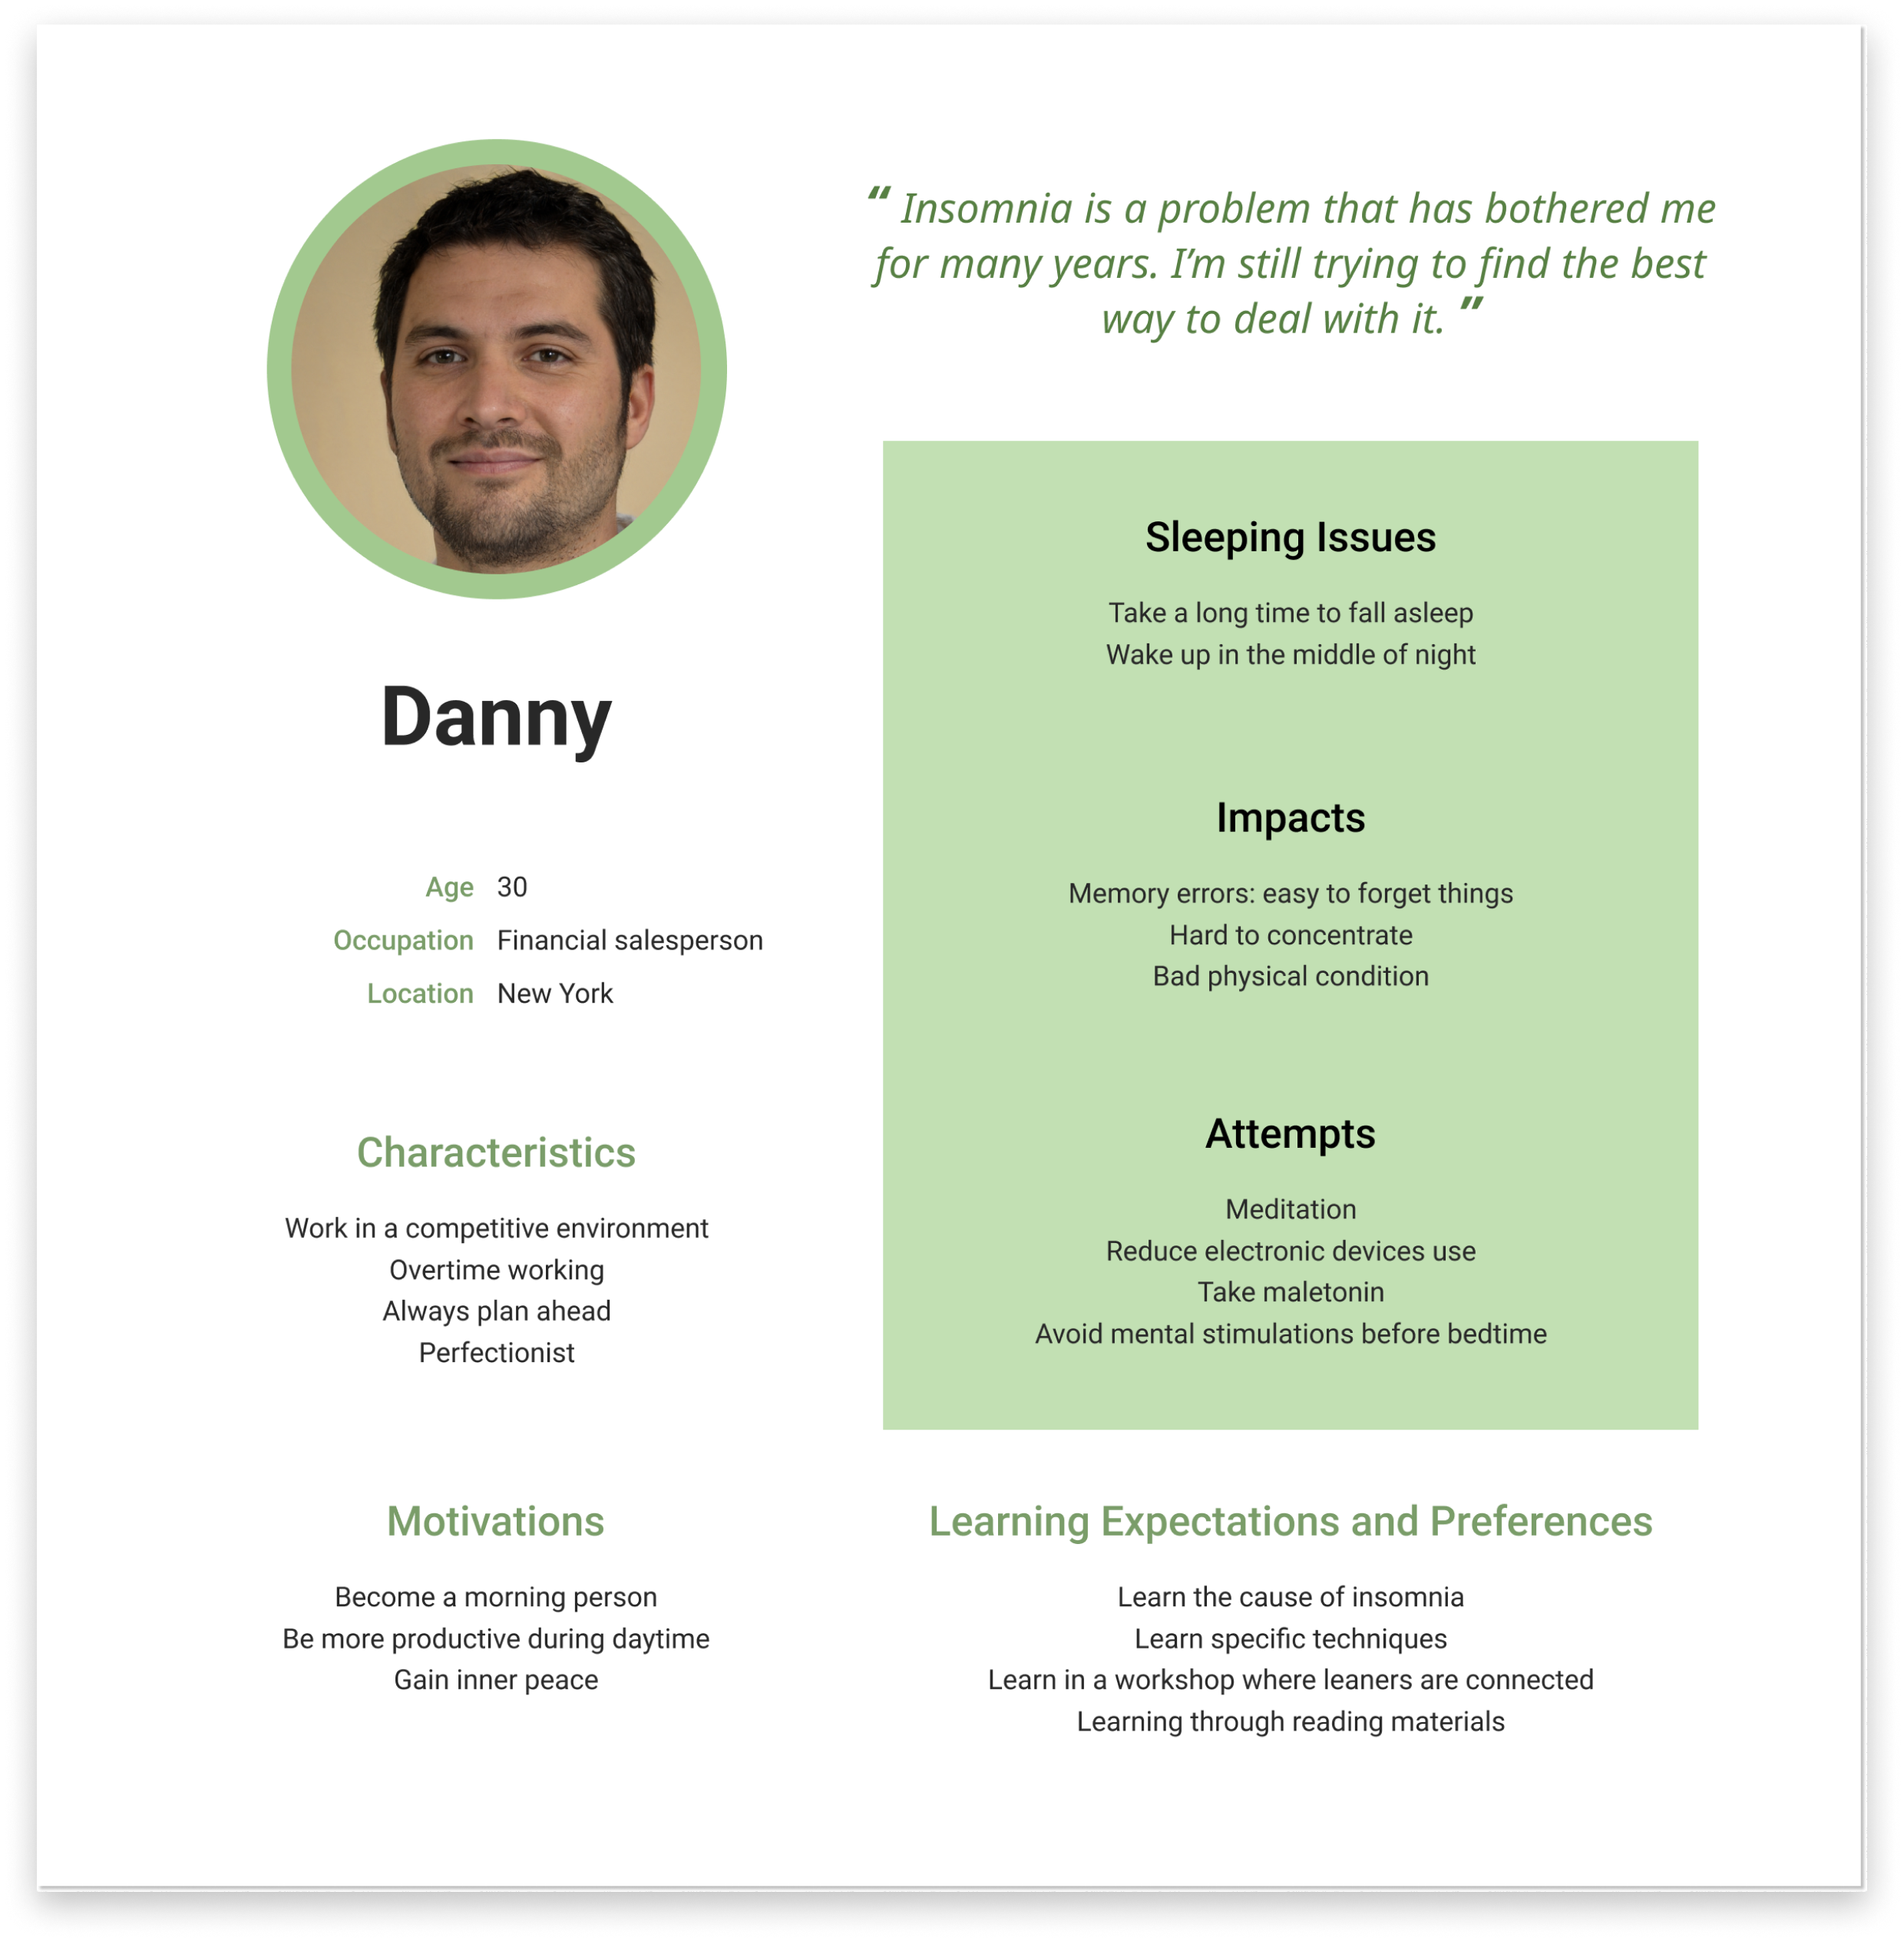 “ Insomnia is a problem that has bothered me
for many years. I’m still trying to find the best
way to deal with it. ”
Danny
Age 30
Occupation Financial salesperson
Location New York
Characteristics
Work in a competitive environment
Overtime working
Always plan ahead
Perfectionist
Motivations
Become a morning person
Be more productive during daytime
Gain inner peace
Sleeping Issues
Take a long time to fall asleep
Wake up in the middle of night
Impacts
Memory errors: easy to forget things
Hard to concentrate
Bad physical condition
Attempts
Meditation
Reduce electronic devices use
Take maletonin
Avoid mental stimulations before bedtime
Learning Expectations and Preferences
Learn the cause of insomnia
Learn specific techniques
Learn in a workshop where leaners are connected
Learning through reading materials